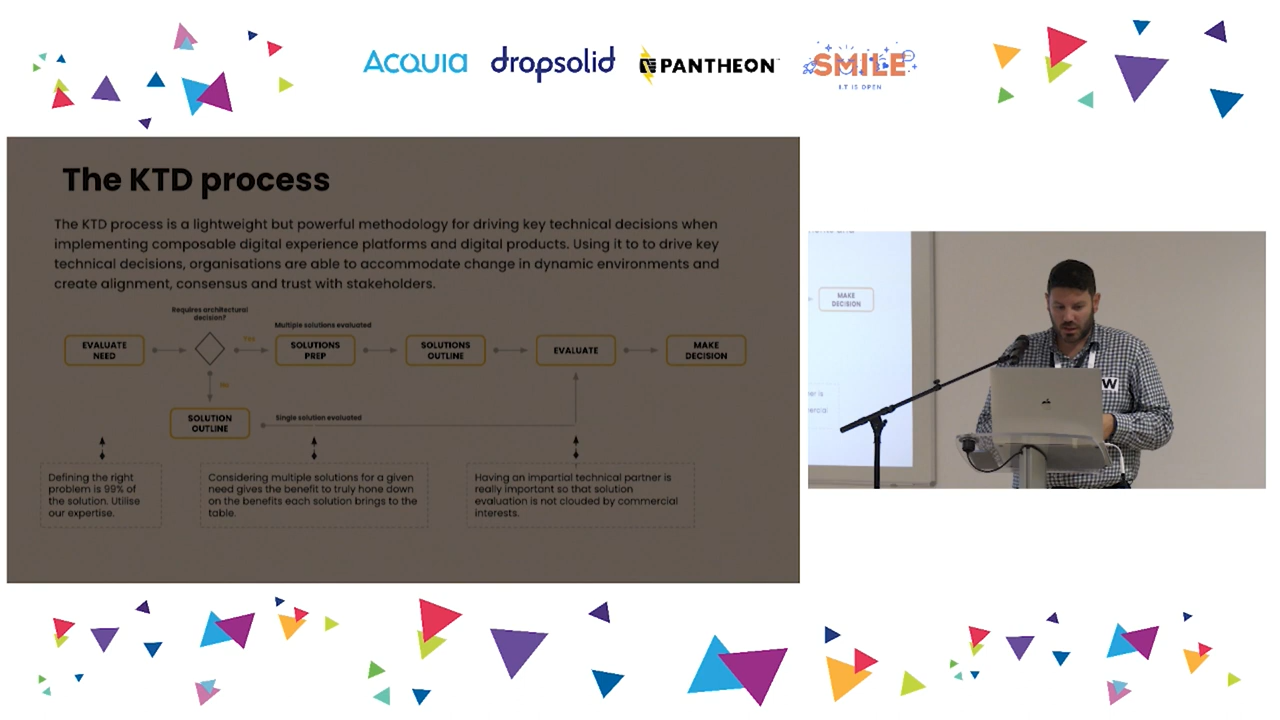 Acquia dropsolid PANTHEON SMILE
I.T IS OPEN
The KTD process
The KTD process is a lightweight but powerful methodology for driving key technical decisions when
implementing composable digital experience platforms and digital products. Using it to to drive key
technical decisions, organisations are able to accommodate change in dynamic environments and
create alignment, consensus and trust with stakeholders.
Requires architectural
decision?
Multiple solutions evaluated
EVALUATE
NEED
Yes
SOLUTIONS
PREP
SOLUTIONS
OUTLINE
EVALUATE
MAKE
DECISION
No
SOLUTION
OUTLINE
Single solution evaluated
Defining the right
problem is 99% of
the solution. Utilise
our expertise.
Considering multiple solutions for a given
need gives the benefit to truly hone down
on the benefits each solution brings to the
table.
Having an impartial technical partner is
really important so that solution
evaluation is not clouded by commercial
interests.
MAKE
DECISION
W